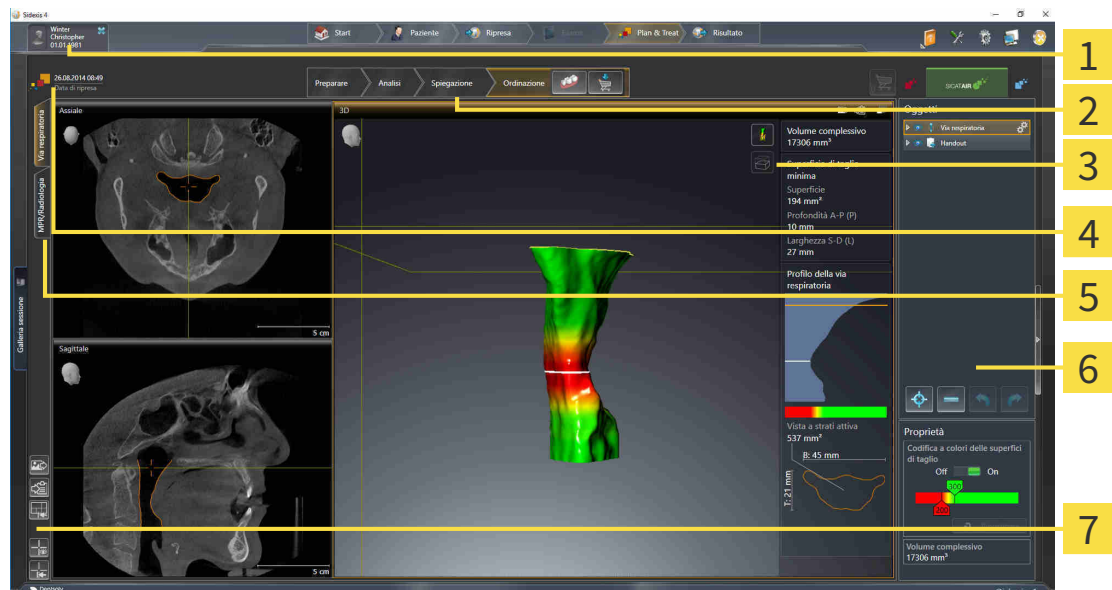 Sidexis 4
Winter
Christopher
01.01.1981
Start
Paziente
Ripresa
Plan & Treat
Risultato
1
26.08.2014 08:49
Data di ripresa
Preparare
Analisi
Spiegazione
Ordinazione
SICATAIR
2
Via respiratoria
MPR/Radiologia
Galleria sessione
Assiale
5 cm
Sagittale
5 cm
3D
Volume complessivo
17306 mm³
Superficie di taglio
minima
Superficie
194 mm²
Profondità A-P (P)
10 mm
Larghezza S-D (L)
27 mm
Profilo della via
respiratoria
Vista a strati attiva
537 mm²
B: 45 mm
T: 21 mm
Oggetti
Via respiratoria
Handout
3
4
5
6
Proprietà
Codifica a colori delle superfici
di taglio
Off
On
300
200
Volume complessivo
17306 mm³
7